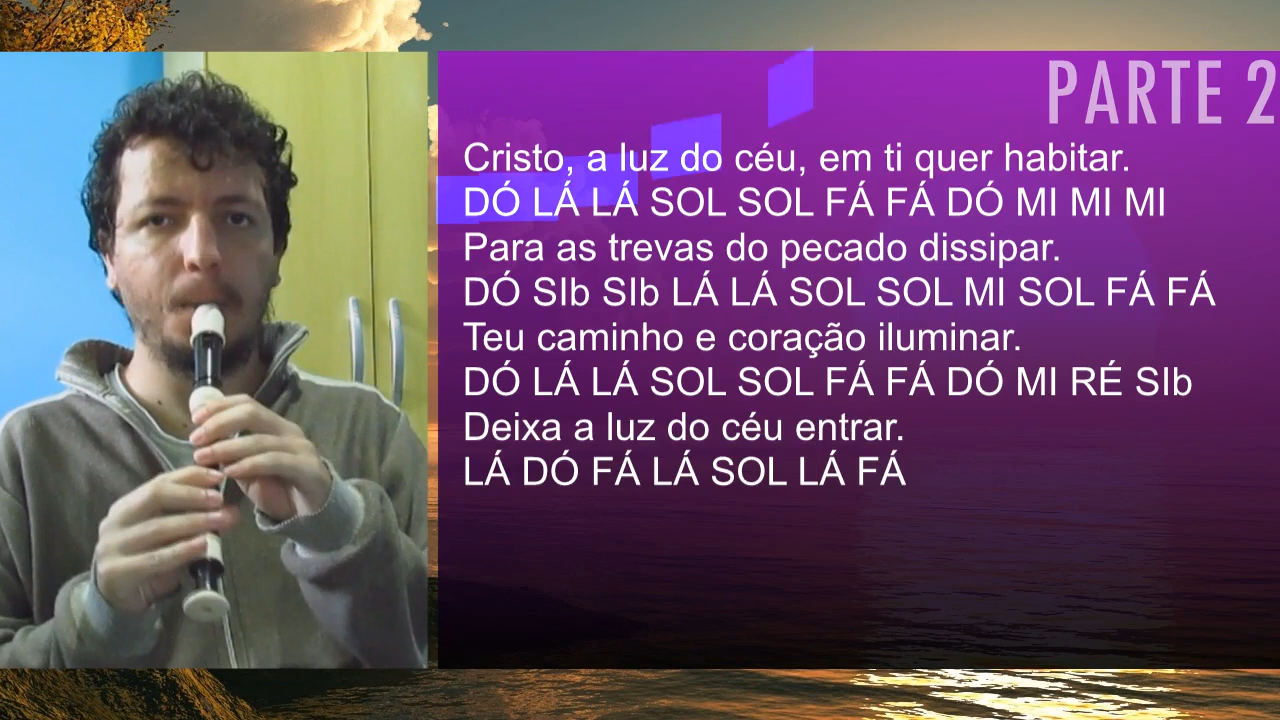 PARTE 2
Cristo, a luz do céu, em ti quer habitar.
DÓ LÁ LÁ SOL SOL FÁ FÁ DÓ MI MI MI
Para as trevas do pecado dissipar.
DÓ SIb SIb LÁ LÁ SOL SOL MI SOL FÁ FÁ
Teu caminho e coração iluminar.
DÓ LÁ LÁ SOL SOL FÁ FÁ DÓ MI RÉ SIb
Deixa a luz do céu entrar.
LÁ DÓ FÁ LÁ SOL LÁ FÁ